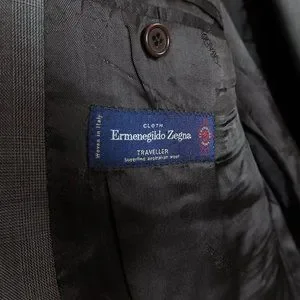 CLOTH
Ermenegildo Zegna
TRAVELLER
Superfine australian wool
Woven in Italy